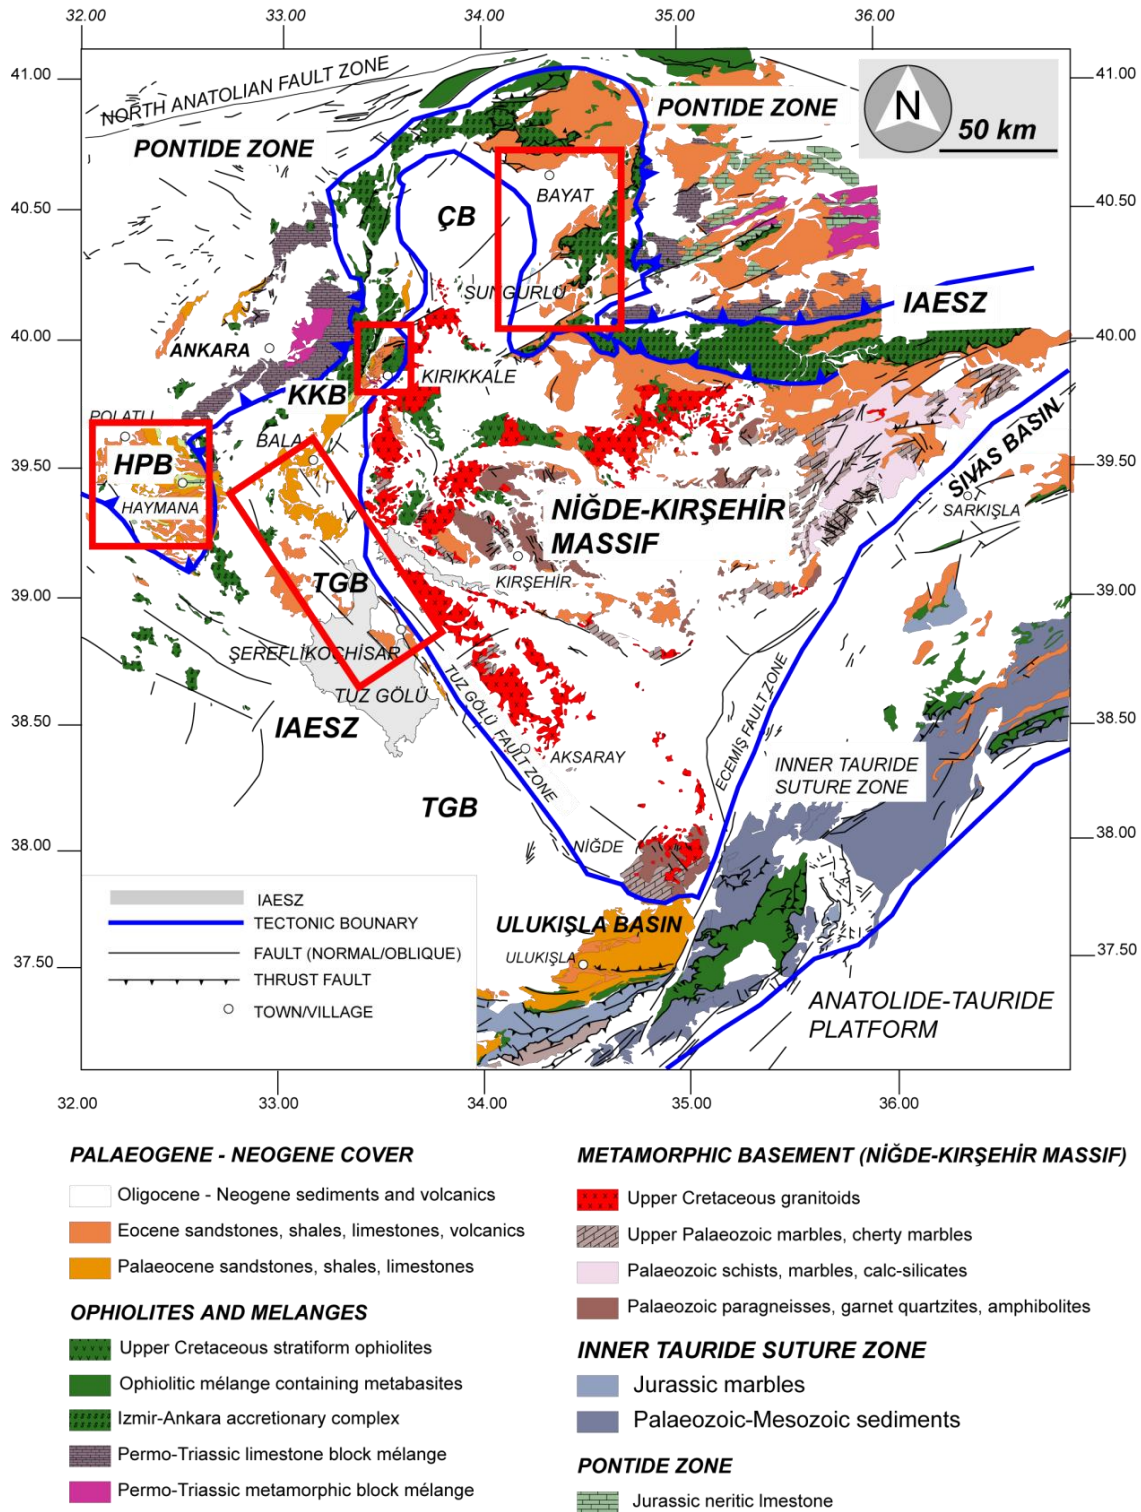 32.00 33.00 34.00 35.00 36.00
41.00 41.00
NORTH ANATOLIAN FAULT ZONE
PONTIDE ZONE
PONTIDE ZONE
N
50 km
BAYAT
40.50 40.50
ÇB
SUNGURLU
IAESZ
40.00 40.00
ANKARA
KIRIKKALE
KKB
POLATLI
BALA
39.50 39.50
HPB
HAYMANA
SIVAS BASIN
SARKIŞLA
NİĞDE-KIRŞEHİR
MASSIF
KIRŞEHİR
39.00 39.00
TGB
ŞEREFLİKOÇHİSAR
TUZ GÖLÜ
TUZ GÖLÜ FAULT ZONE
ECEMİŞ FAULT ZONE
38.50 38.50
IAESZ
AKSARAY
INNER TAURIDE
SUTURE ZONE
TGB
38.00 38.00
NİĞDE
IAESZ
TECTONIC BOUNARY
FAULT (NORMAL/OBLIQUE)
THRUST FAULT
TOWN/VILLAGE
ULUKIŞLA BASIN
ULUKIŞLA
37.50 37.50
ANATOLIDE-TAURIDE
PLATFORM
32.00 33.00 34.00 35.00 36.00
PALAEOGENE - NEOGENE COVER
Oligocene - Neogene sediments and volcanics
Eocene sandstones, shales, limestones, volcanics
Palaeocene sandstones, shales, limestones
OPHIOLITES AND MELANGES
Upper Cretaceous stratiform ophiolites
Ophiolitic mélange containing metabasites
Izmir-Ankara accretionary complex
Permo-Triassic limestone block mélange
Permo-Triassic metamorphic block mélange
METAMORPHIC BASEMENT (NİĞDE-KIRŞEHİR MASSIF)
Upper Cretaceous granitoids
Upper Palaeozoic marbles, cherty marbles
Palaeozoic schists, marbles, calc-silicates
Palaeozoic paragneisses, garnet quartzites, amphibolites
INNER TAURIDE SUTURE ZONE
Jurassic marbles
Palaeozoic-Mesozoic sediments
PONTIDE ZONE
Jurassic neritic lmestone